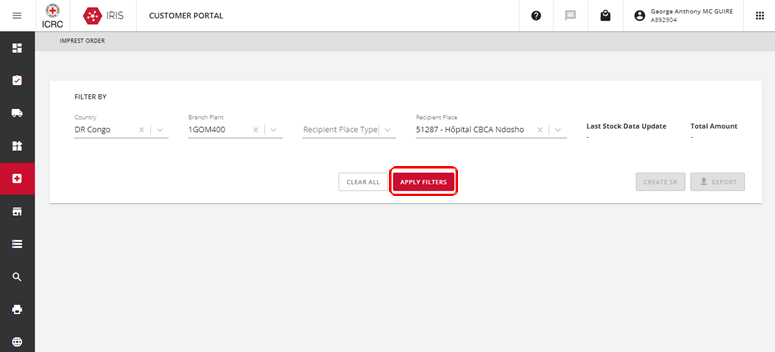 ICRC
IRIS
CUSTOMER PORTAL
George Anthony MC GUIRE
A892904
IMPREST ORDER
FILTER BY
Country
DR Congo
Branch Plant
1GOM400
Recipient Place Type
Recipient Place
51287 - Hôpital CBCA Ndosho
Last Stock Data Update
-
Total Amount
-
CLEAR ALL
APPLY FILTERS
CREATE SR
EXPORT